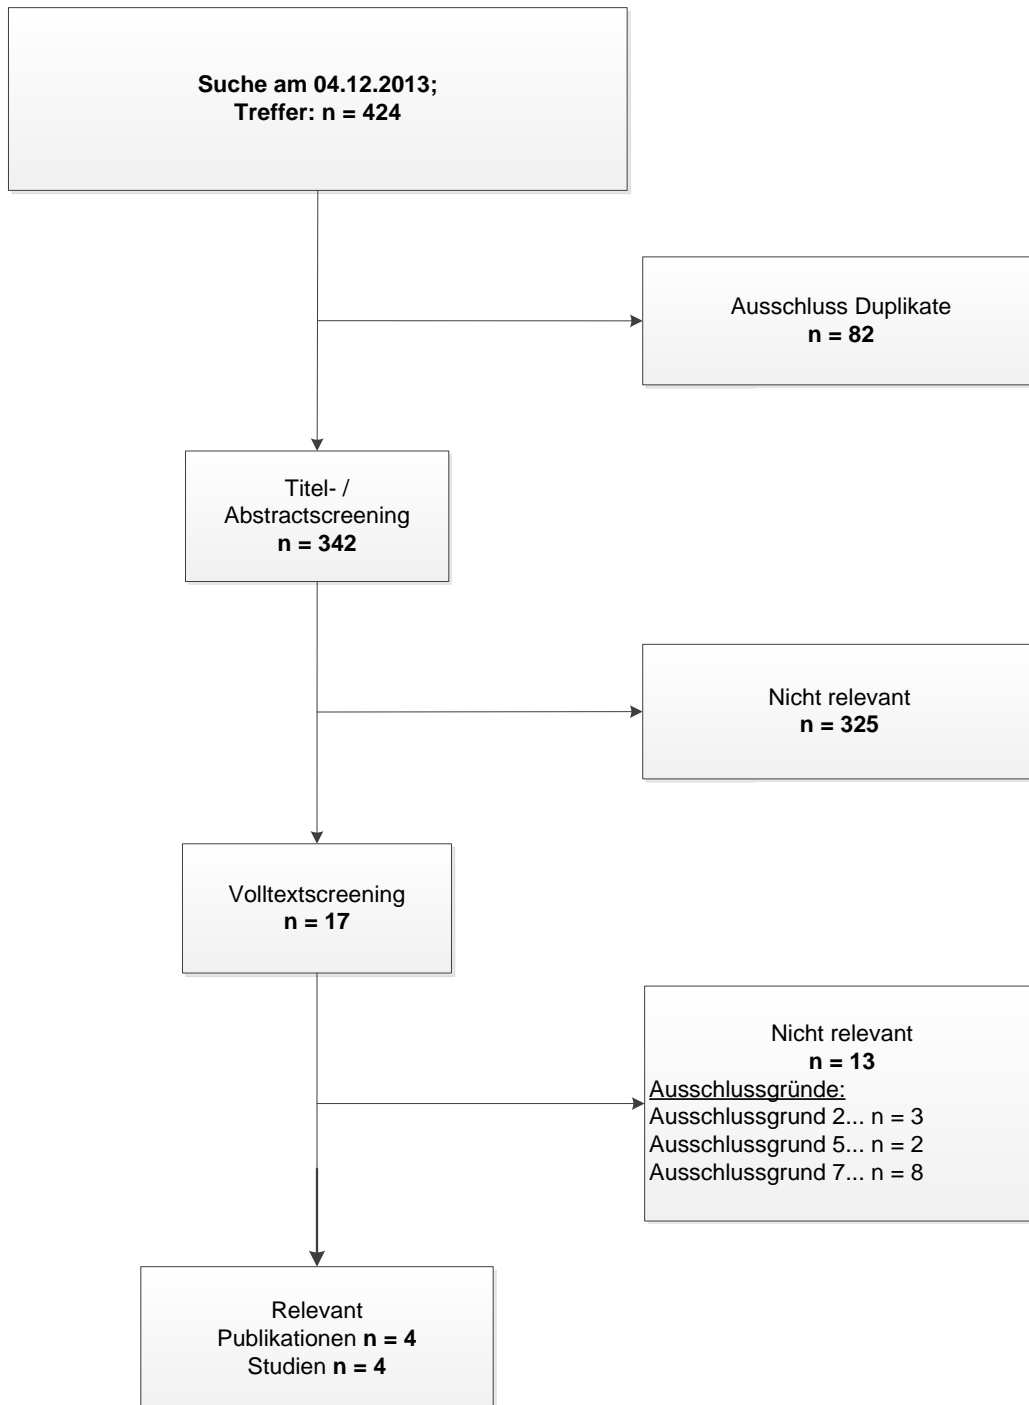 Suche am 04.12.2013;
Treffer: n = 424
Ausschluss Duplikate
n = 82
Titel- /
Abstractscreening
n = 342
Nicht relevant
n = 325
Volltextscreening
n = 17
Nicht relevant
n = 13
Ausschlussgründe:
Ausschlussgrund 2... n = 3
Ausschlussgrund 5... n = 2
Ausschlussgrund 7... n = 8
Relevant
Publikationen n = 4
Studien n = 4